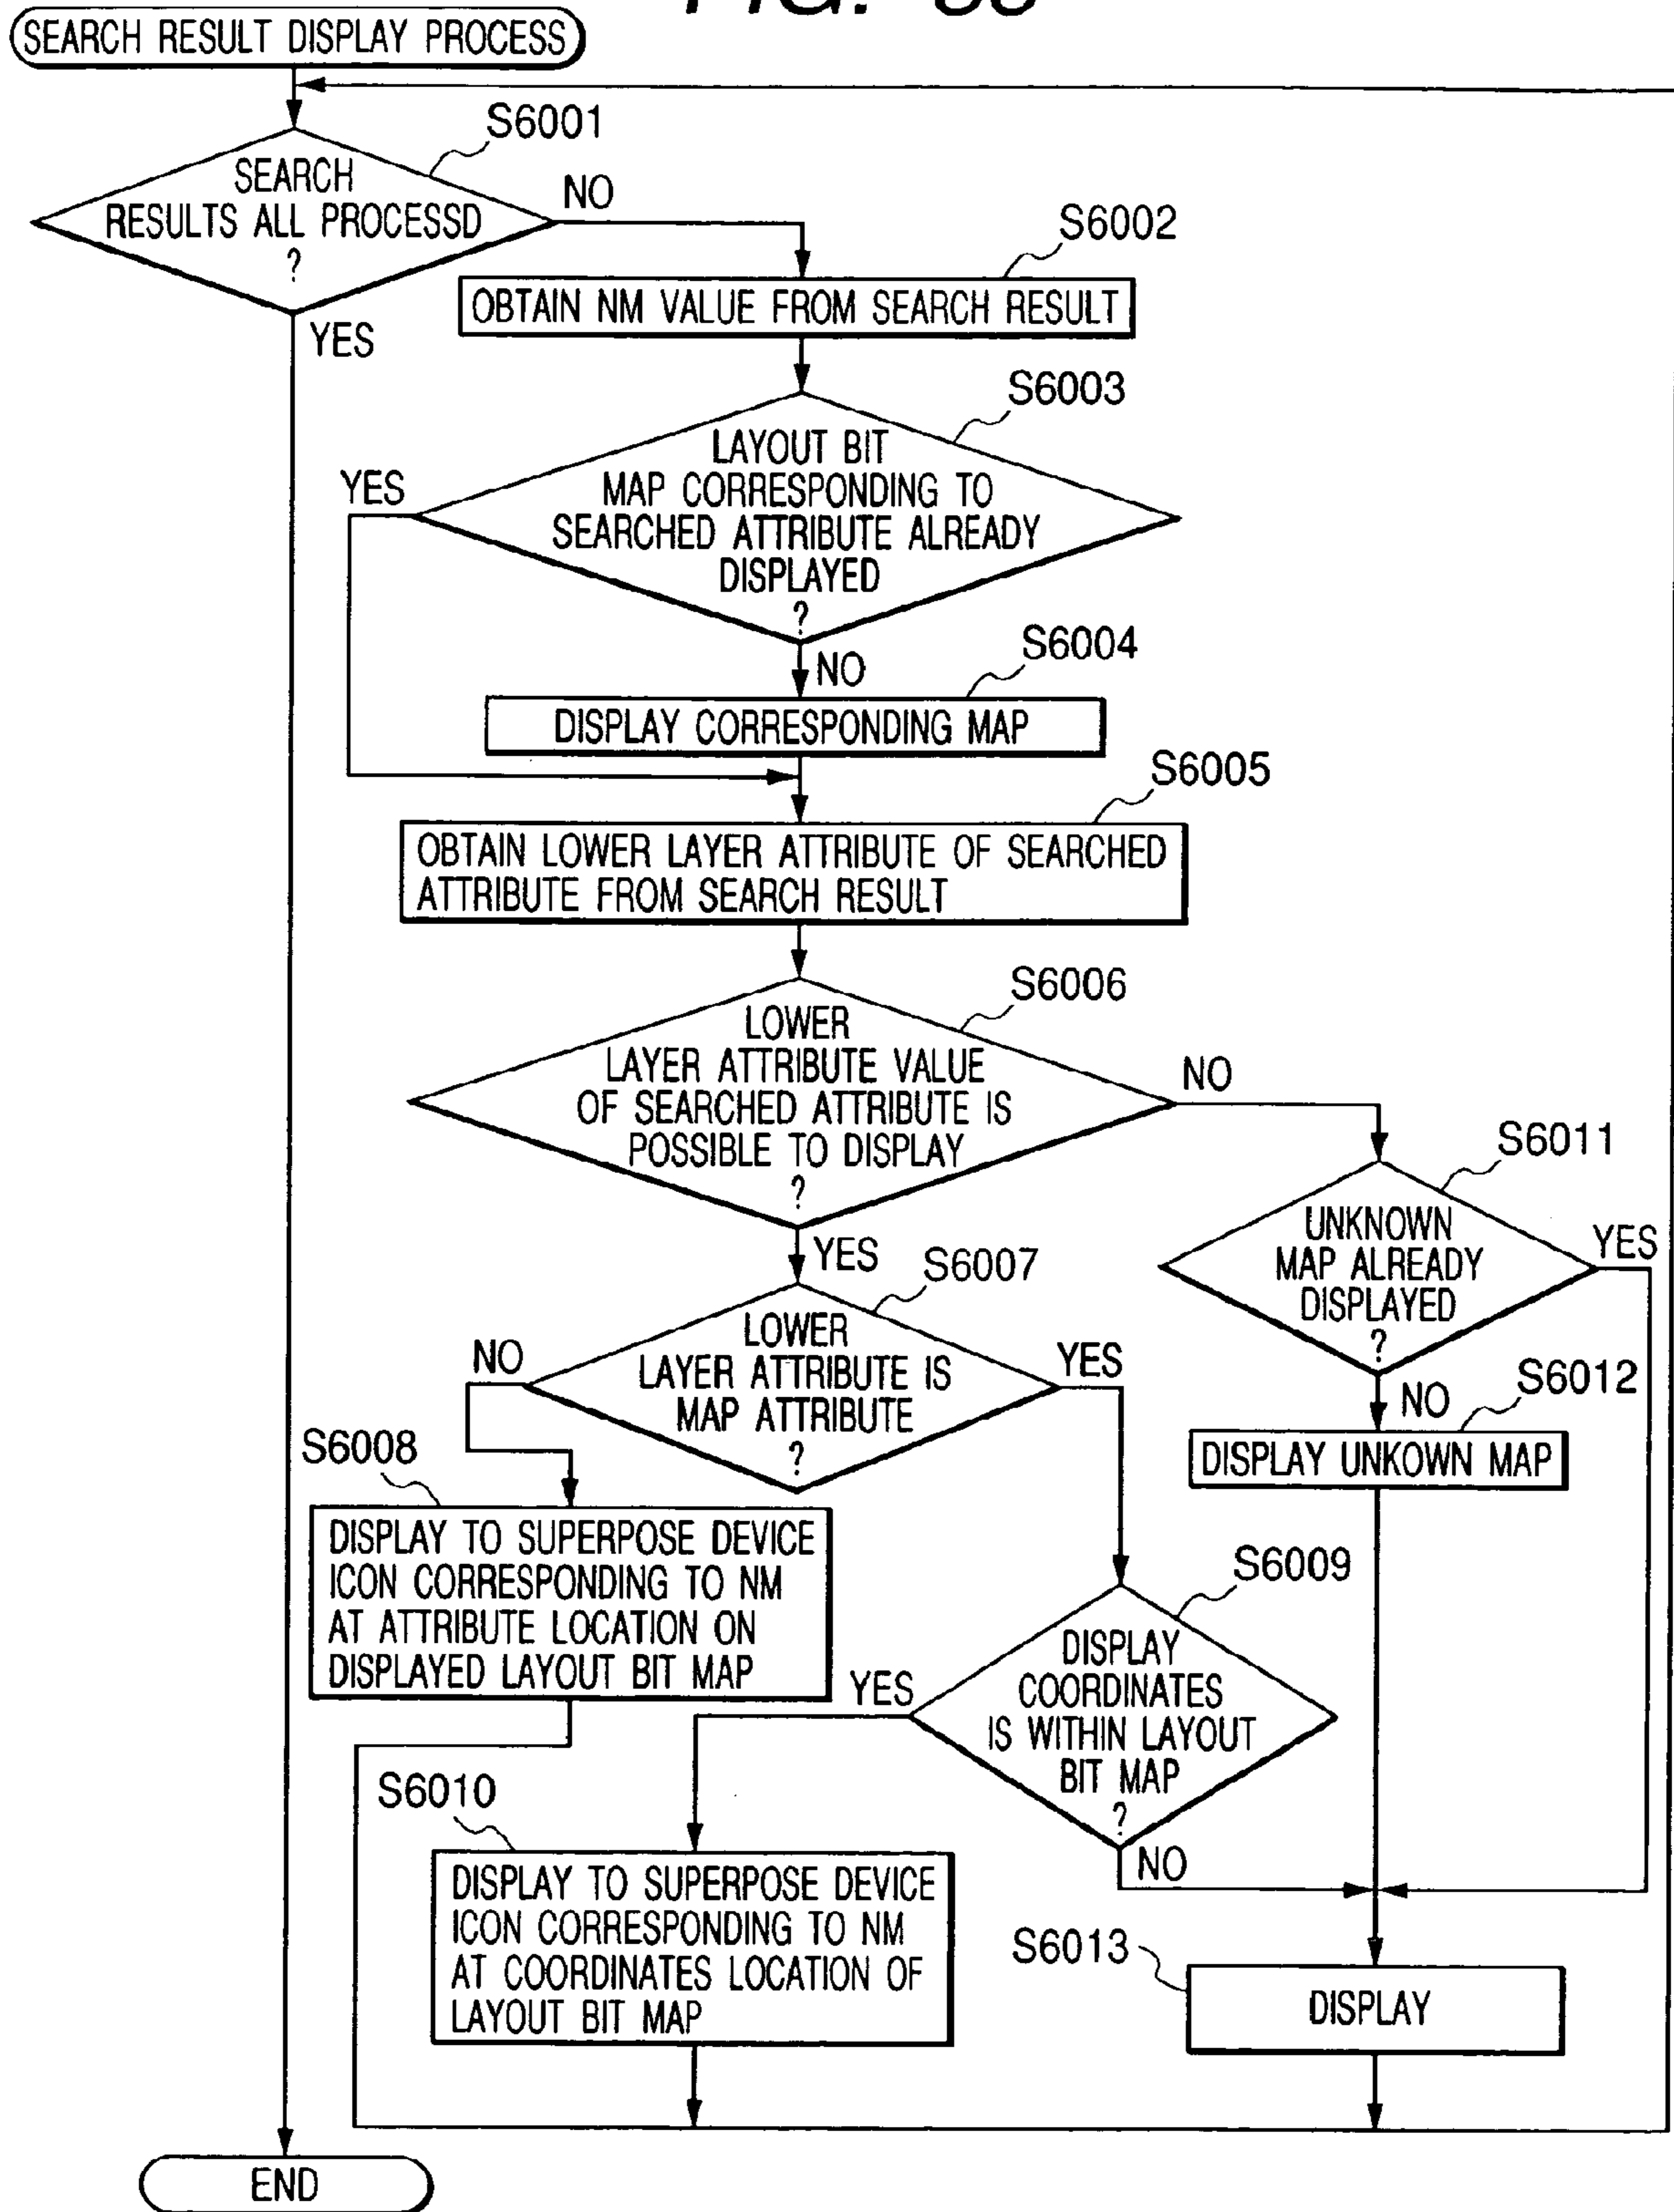 SEARCH RESULT DISPLAY PROCESS
S6001
SEARCH
RESULTS ALL PROCESSD
?
NO
YES
S6002
OBTAIN NM VALUE FROM SEARCH RESULT
S6003
LAYOUT BIT
MAP CORRESPONDING TO
SEARCHED ATTRIBUTE ALREADY
DISPLAYED
?
YES
NO
S6004
DISPLAY CORRESPONDING MAP
S6005
OBTAIN LOWER LAYER ATTRIBUTE OF SEARCHED
ATTRIBUTE FROM SEARCH RESULT
S6006
LOWER
LAYER ATTRIBUTE VALUE
OF SEARCHED ATTRIBUTE IS
POSSIBLE TO DISPLAY
?
NO
YES
S6011
UNKNOWN
MAP ALREADY
DISPLAYED
?
YES
NO
S6012
DISPLAY UNKOWN MAP
S6007
LOWER
LAYER ATTRIBUTE IS
MAP ATTRIBUTE
?
NO
YES
S6008
DISPLAY TO SUPERPOSE DEVICE
ICON CORRESPONDING TO NM
AT ATTRIBUTE LOCATION ON
DISPLAYED LAYOUT BIT MAP
S6009
DISPLAY
COORDINATES
IS WITHIN LAYOUT
BIT MAP
?
YES
NO
S6010
DISPLAY TO SUPERPOSE DEVICE
ICON CORRESPONDING TO NM
AT COORDINATES LOCATION OF
LAYOUT BIT MAP
S6013
DISPLAY
END